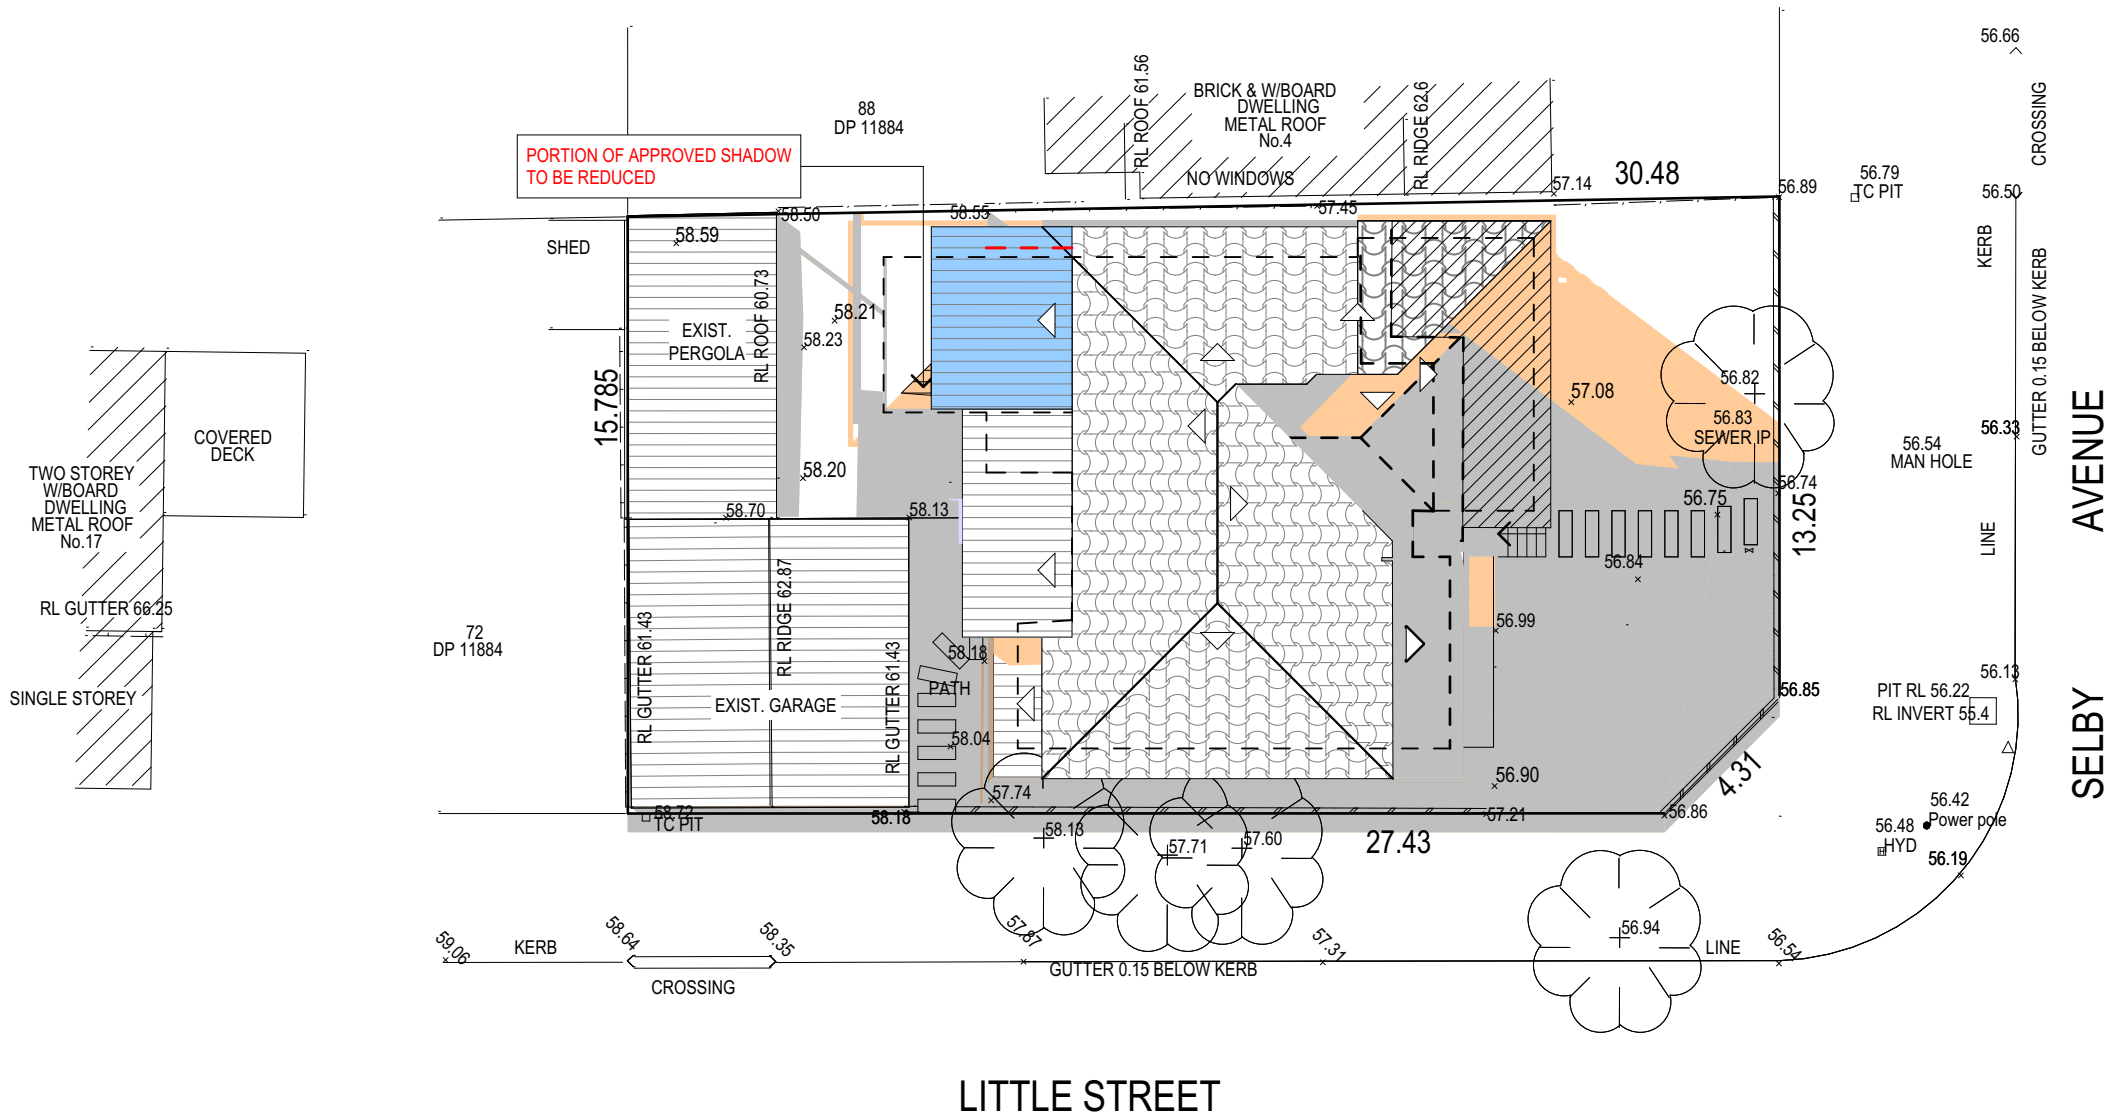 56.66
CROSSING
RL ROOF 61.56
BRICK & W/BOARD
DWELLING
METAL ROOF
No.4
RL RIDGE 62.6
NO WINDOWS
88
DP 11884
PORTION OF APPROVED SHADOW
TO BE REDUCED
57.14
30.48
56.89
56.79
TC PIT
56.50
58.50
58.55
57.45
SHED
58.59
KERB
GUTTER 0.15 BELOW KERB
RL ROOF 60.73
58.21
58.23
EXIST.
PERGOLA
15.785
56.82
57.08
56.83
SEWER IP
56.33
56.54
MAN HOLE
AVENUE
COVERED
DECK
TWO STOREY
W/BOARD
DWELLING
METAL ROOF
No.17
58.20
56.74
56.75
58.70
58.13
13.25
LINE
56.84
RL RIDGE 62.87
RL GUTTER 66.25
RL GUTTER 61.43
56.99
72
DP 11884
58.18
RL GUTTER 61.43
PATH
56.13
56.85
PIT RL 56.22
RL INVERT 55.4
SELBY
SINGLE STOREY
EXIST. GARAGE
58.04
4.31
56.90
57.74
56.42
Power pole
58.72
TC PIT
58.18
57.21
56.86
58.13
57.71
57.60
27.43
56.48
HYD
56.19
59.06
KERB
58.64
58.35
57.87
57.31
56.94
LINE
56.54
GUTTER 0.15 BELOW KERB
CROSSING
LITTLE STREET